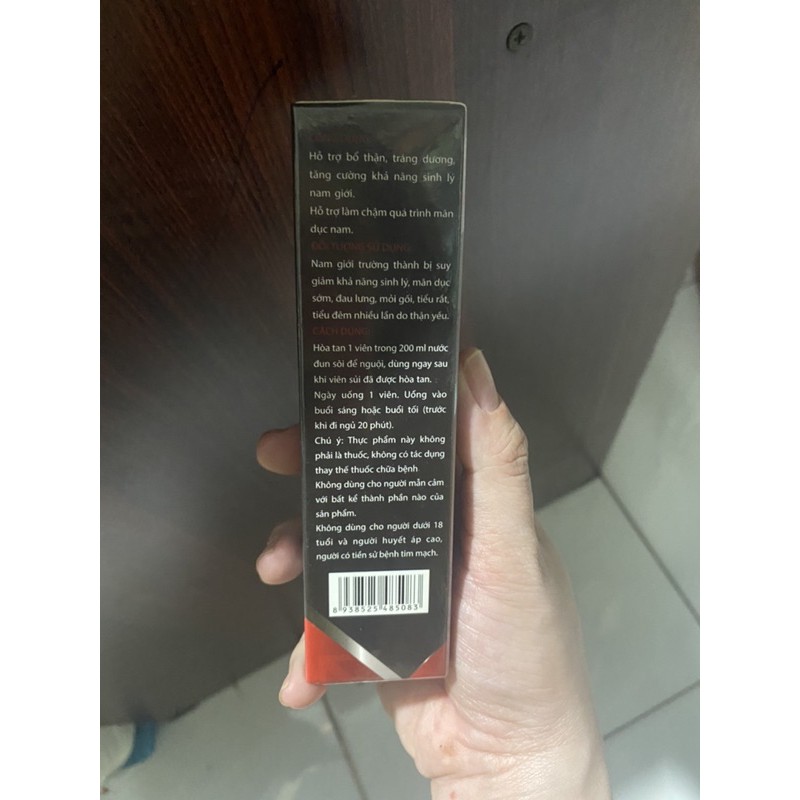 Hỗ trợ bổ thận, tráng dương,
tăng cường khả năng sinh lý
nam giới.
Hỗ trợ làm chậm quá trình mãn
dục nam.
ĐỐI TƯỢNG SỬ DỤNG:
Nam giới trưởng thành bị suy
giảm khả năng sinh lý, mãn dục
sớm, đau lưng, mỏi gối, tiểu rắt,
tiểu đêm nhiều lần do thận yếu.
CÁCH DÙNG:
Hòa tan 1 viên trong 200 ml nước
đun sôi để nguội, dùng ngay sau
khi viên sủi đã được hòa tan.
Ngày uống 1 viên. Uống vào
buổi sáng hoặc buổi tối (trước
khi đi ngủ 20 phút).
Chú ý: Thực phẩm này không
phải là thuốc, không có tác dụng
thay thế thuốc chữa bệnh
Không dùng cho người mẫn cảm
với bất kể thành phần nào của
sản phẩm.
Không dùng cho người dưới 18
tuổi và người huyết áp cao,
người có tiền sử bệnh tim mạch.
8 938525 485083